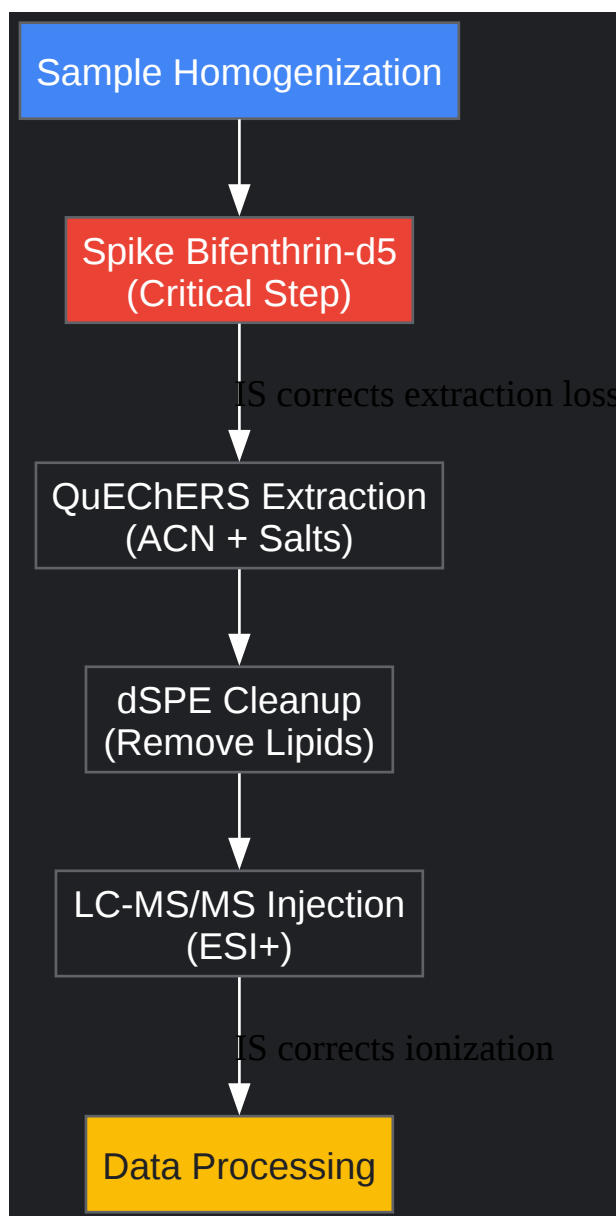 Sample Homogenization
Spike Bifenthrin-d5
(Critical Step)
IS corrects extraction loss
QuEChERS Extraction
(ACN + Salts)
dSPE Cleanup
(Remove Lipids)
LC-MS/MS Injection
(ESI+)
IS corrects ionization
Data Processing